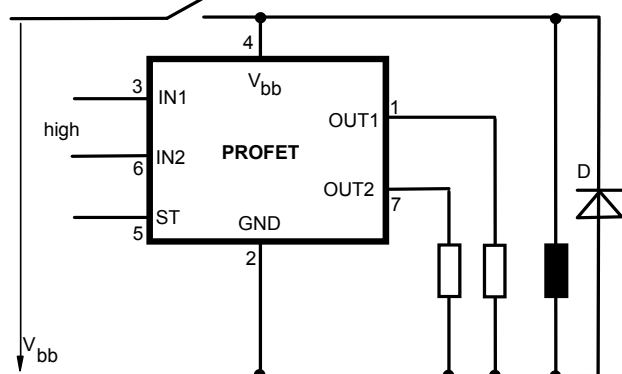 4
V bb
3
IN1
1
OUT1
high
PROFET
6
IN2
D
OUT2
7
ST
5
GND
2
V bb